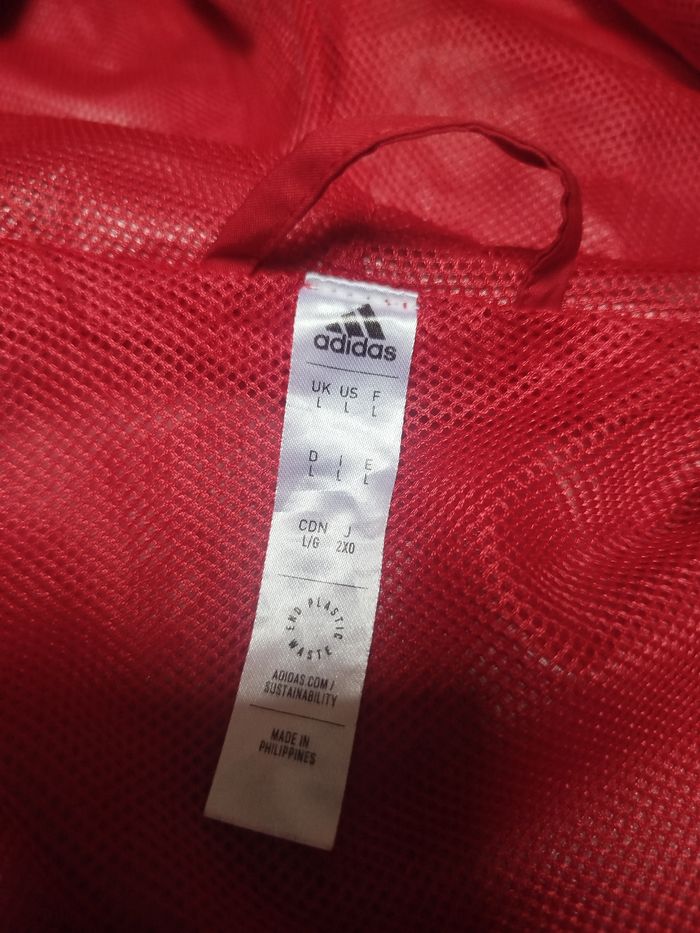 adidas
UK US F
L L L
D I E
L L L
CDN J
L/G 2XO
END PLASTIC WASTE
ADIDAS.COM/
SUSTAINABILITY
MADE IN
PHILIPPINES